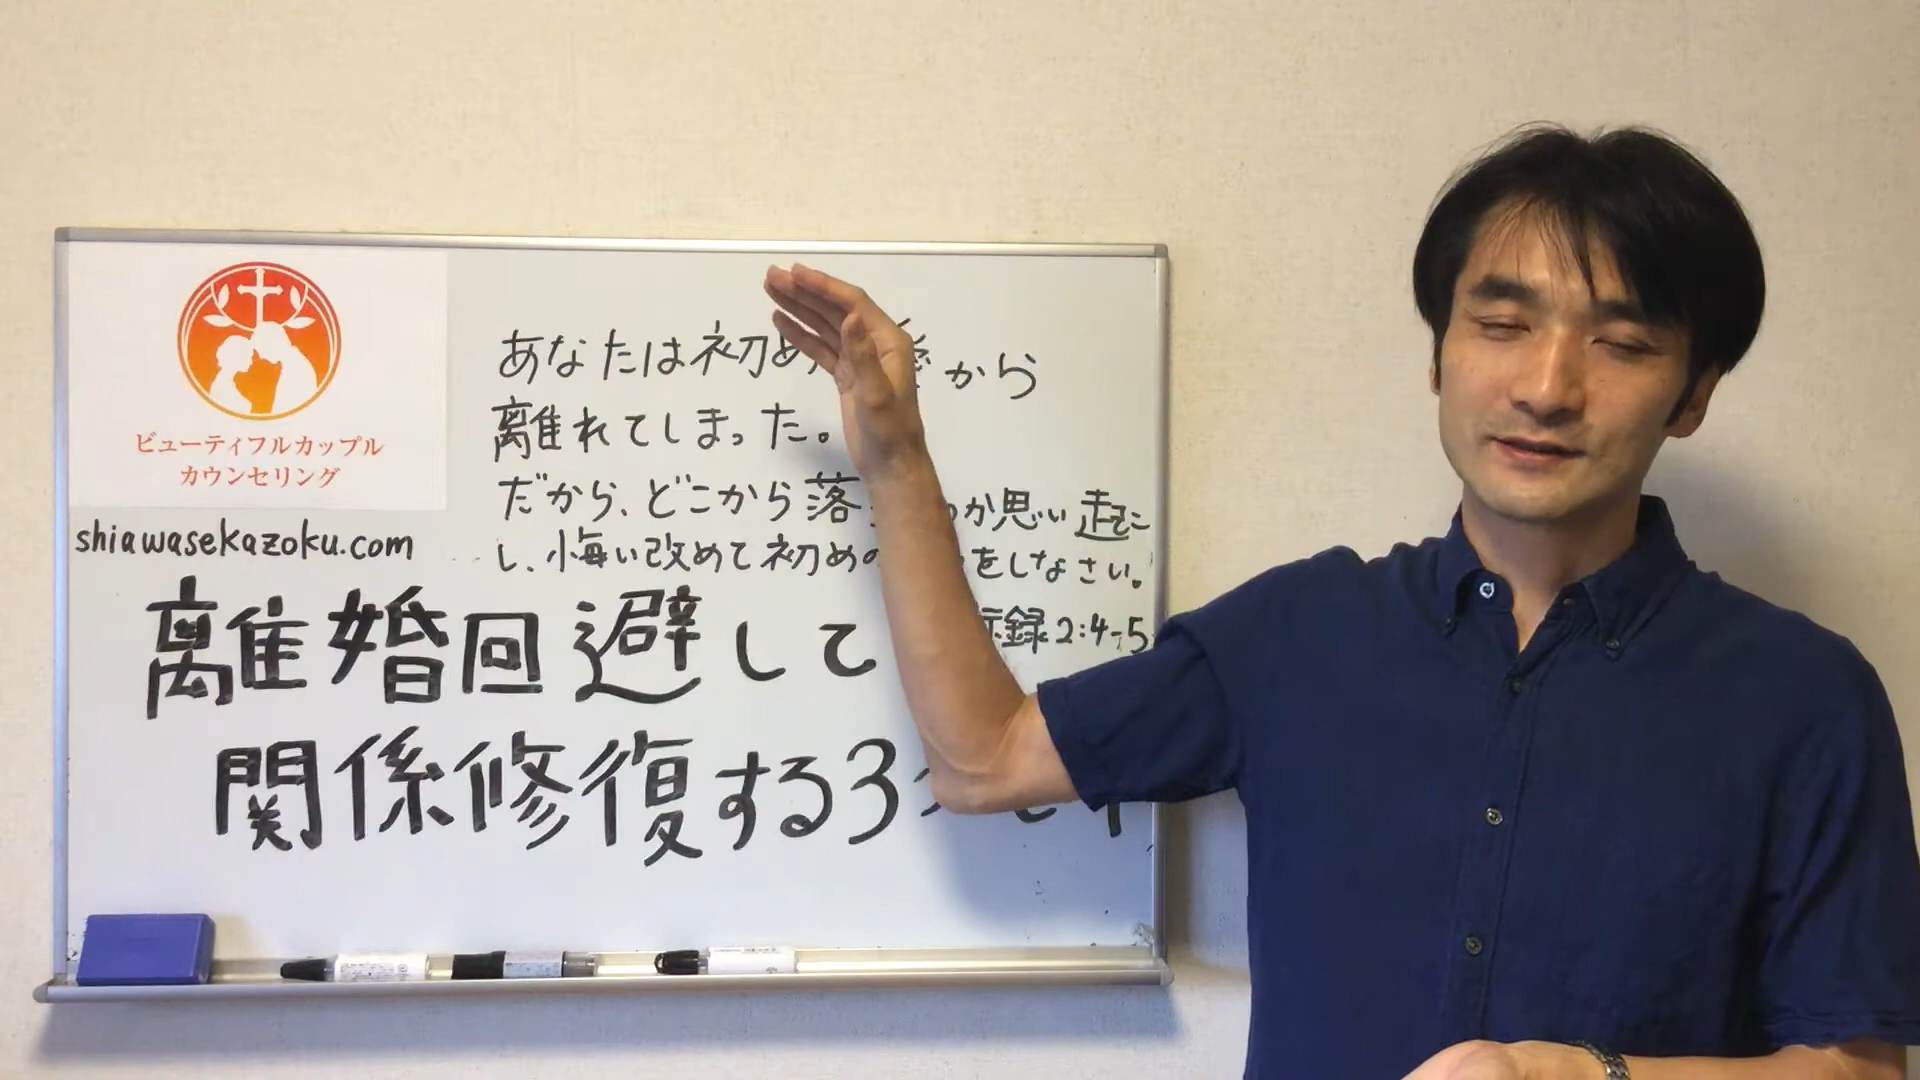 ビューティフルカップル
カウンセリング
shiawasekazoku.com
あなたは初め から
離れてしまった。
だから、どこから落 か思い起こ
し、悔い改めて初めの をしなさい。
録2:4-5
離婚回避して
関係修復する3